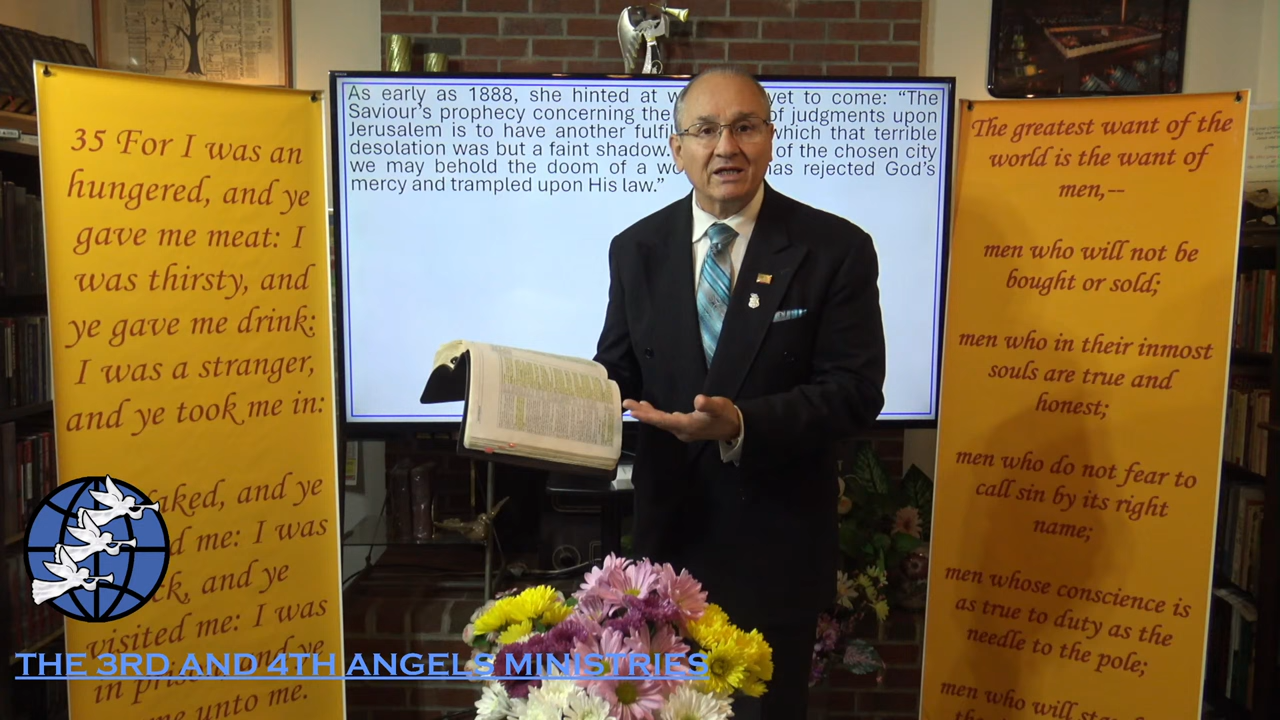 35 For I was an
hungered, and ye
gave me meat: I
was thirsty, and
ye gave me drink:
I was a stranger,
and ye took me in:
aked, and ye
d me: I was
ck, and ye
visited me: I was
in and ye
unto me.
As early as 1888, she hinted at yet to come: “The
Saviour’s prophecy concerning the of judgments upon
Jerusalem is to have another which that terrible
desolation was but a faint shadow. of the chosen city
we may behold the doom of a has rejected God’s
mercy and trampled upon His law.”
The greatest want of the
world is the want of
men,--
men who will not be
bought or sold;
men who in their inmost
souls are true and
honest;
men who do not fear to
call sin by its right
name;
men whose conscience is
as true to duty as the
needle to the pole;
men who will
THE 3RD AND 4TH ANGELS MINISTRIES